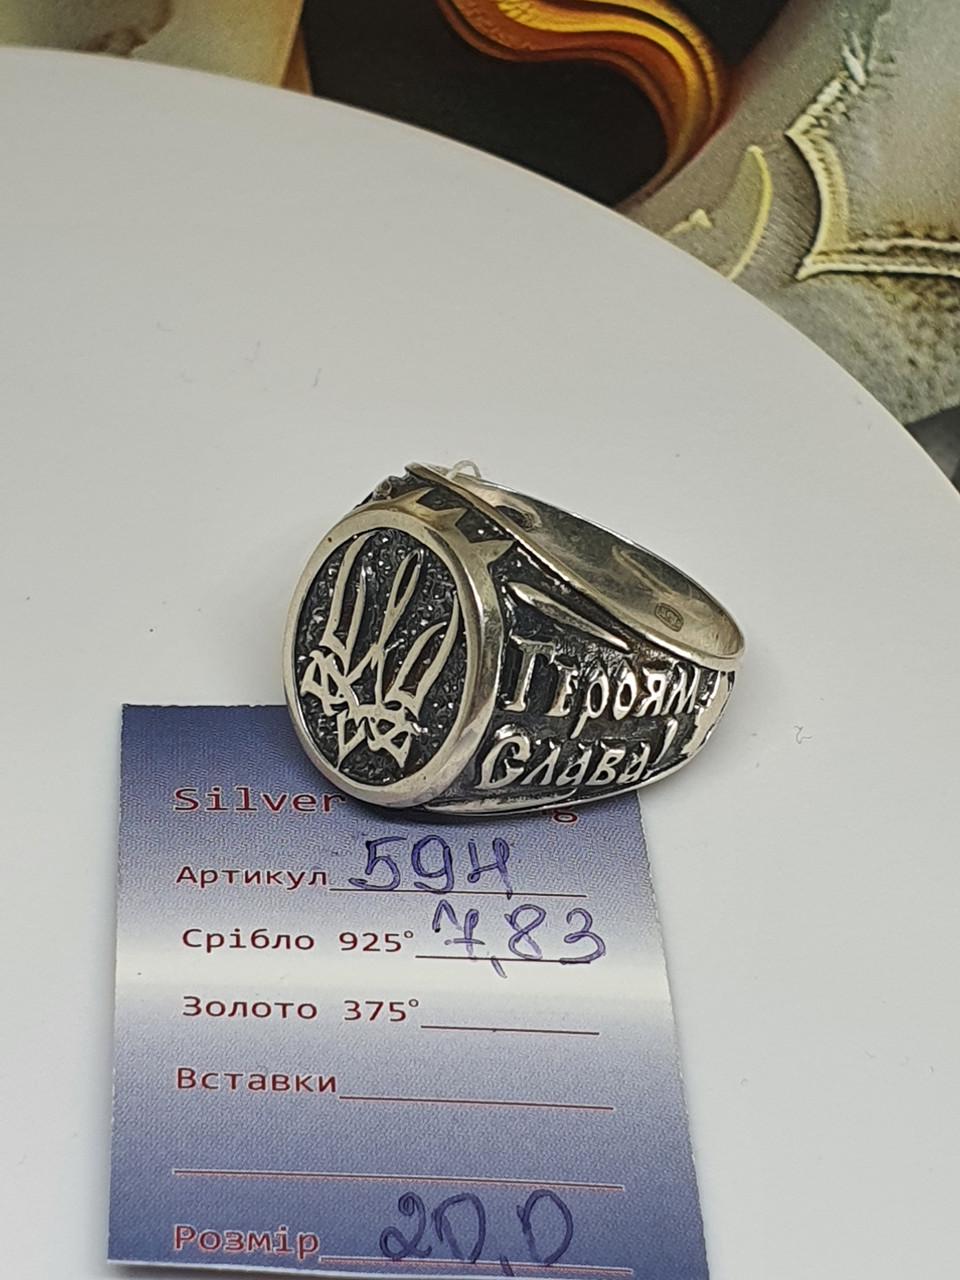 Героям
Слава!
Silver
Артикул 594
Срібло 925° 7,83
Золото 375°
Вставки
Розмір 20,0